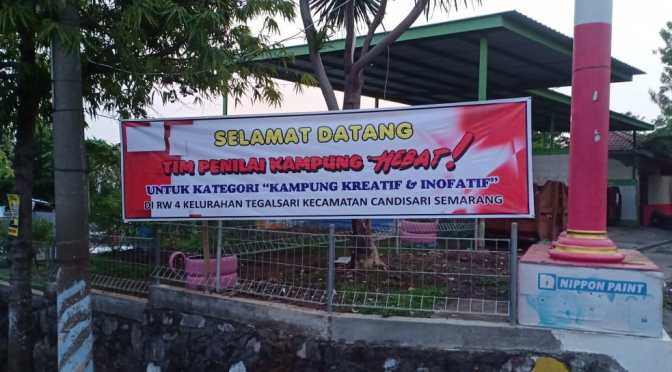 SELAMAT DATANG
TIM PENILAI KAMPUNG HEBAT!
UNTUK KATEGORI "KAMPUNG KREATIF & INOFATIF"
DI RW 4 KELURAHAN TEGALSARI KECAMATAN CANDISARI SEMARANG
NIPPON PAINT